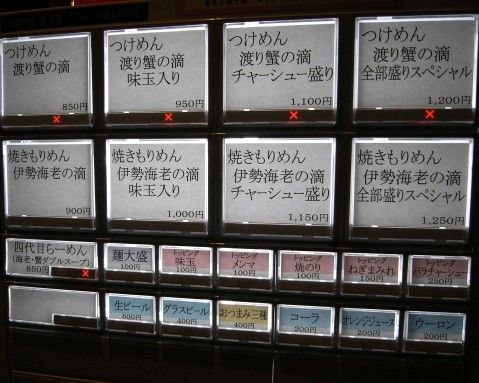 つけめん
渡り蟹の滴
850円
×
つけめん
渡り蟹の滴
味玉入り
950円
×
つけめん
渡り蟹の滴
チャーシュー盛り
1,100円
×
つけめん
渡り蟹の滴
全部盛りスペシャル
1,200円
×
焼きもりめん
伊勢海老の滴
900円
焼きもりめん
伊勢海老の滴
味玉入り
1,000円
焼きもりめん
伊勢海老の滴
チャーシュー盛り
1,150円
焼きもりめん
伊勢海老の滴
全部盛りスペシャル
1,250円
四代目らーめん
(海老・蟹ダブルスープ)
850円
×
麺大盛
100円
トッピング
味玉
100円
トッピング
メンマ
100円
トッピング
焼のり
100円
トッピング
ねぎまみれ
150円
トッピング
バラチャーシュー
250円
生ビール
500円
グラスビール
400円
おつまみ三種
400円
コーラ
200円
オレンジジュース
200円
ウーロン
200円